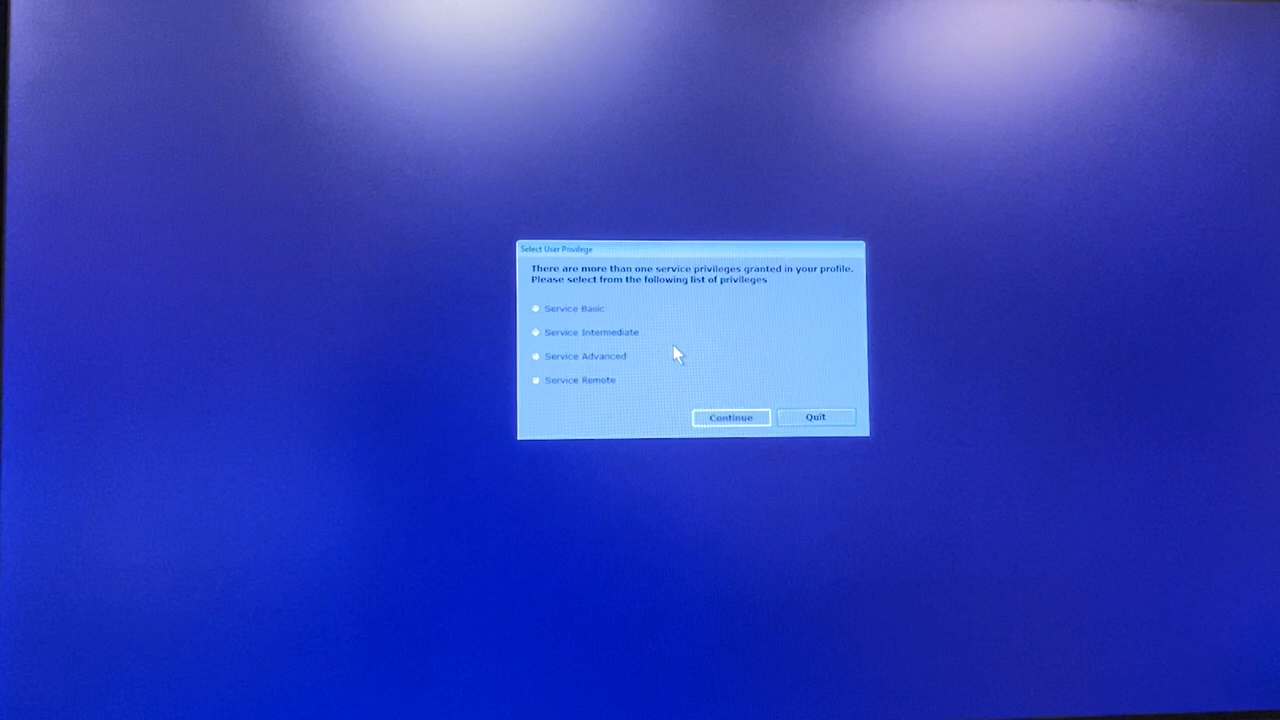 Select User Privilege
There are more than one service privileges granted in your profile.
Please select from the following list of privileges
Service Basic
Service Intermediate
Service Advanced
Service Remote
Continue Quit